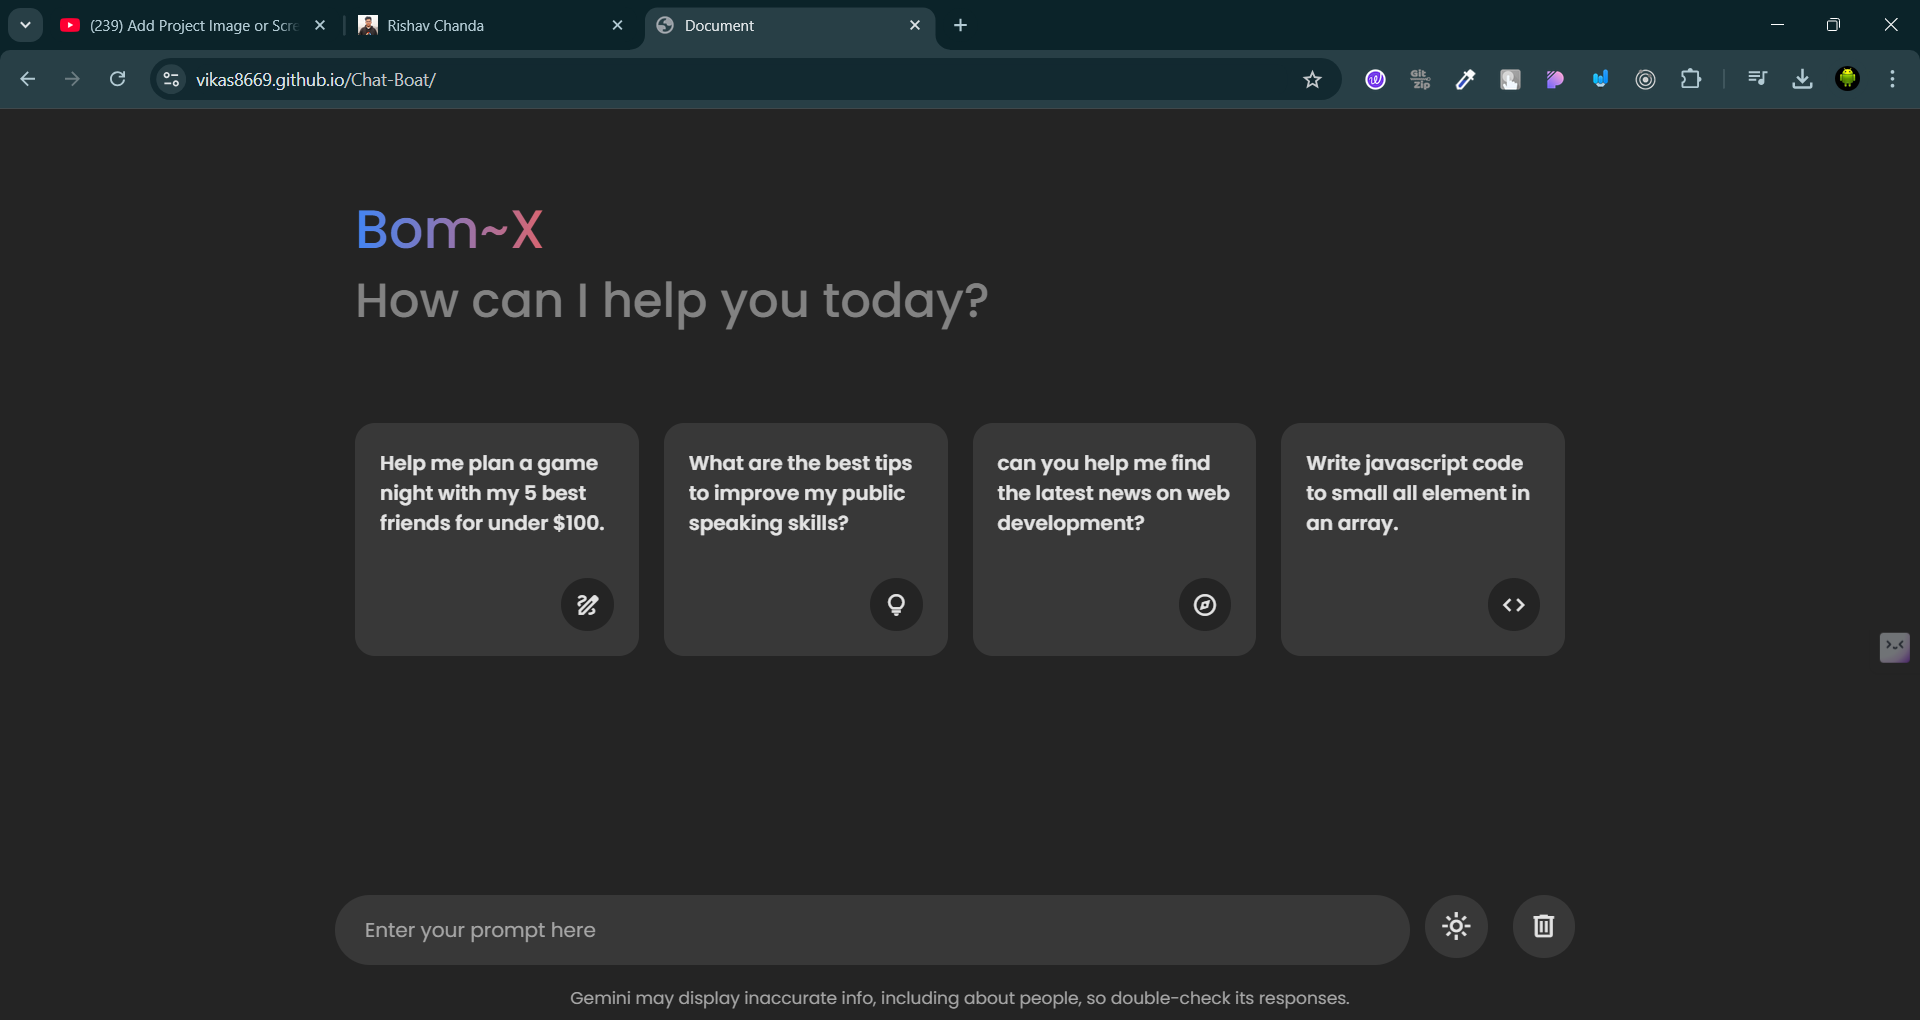 (239) Add Project Image or Scre
Rishav Chanda
Document
vikas8669.github.io/Chat-Boat/
Git
Zip
Bom~X
How can I help you today?
Help me plan a game
night with my 5 best
friends for under $100.
What are the best tips
to improve my public
speaking skills?
can you help me find
the latest news on web
development?
Write javascript code
to small all element in
an array.
Enter your prompt here
Gemini may display inaccurate info, including about people, so double-check its responses.